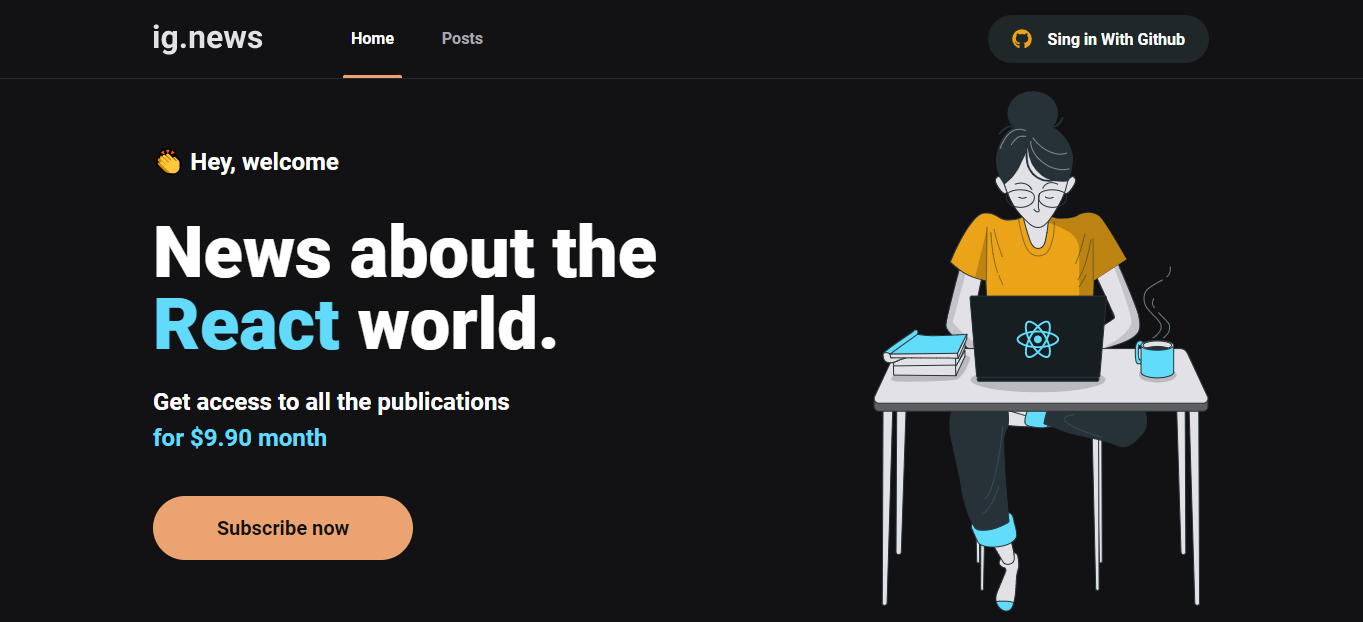 ig.news
Home
Posts
Sing in With Github
👋 Hey, welcome
News about the
React world.
Get access to all the publications
for $9.90 month
Subscribe now